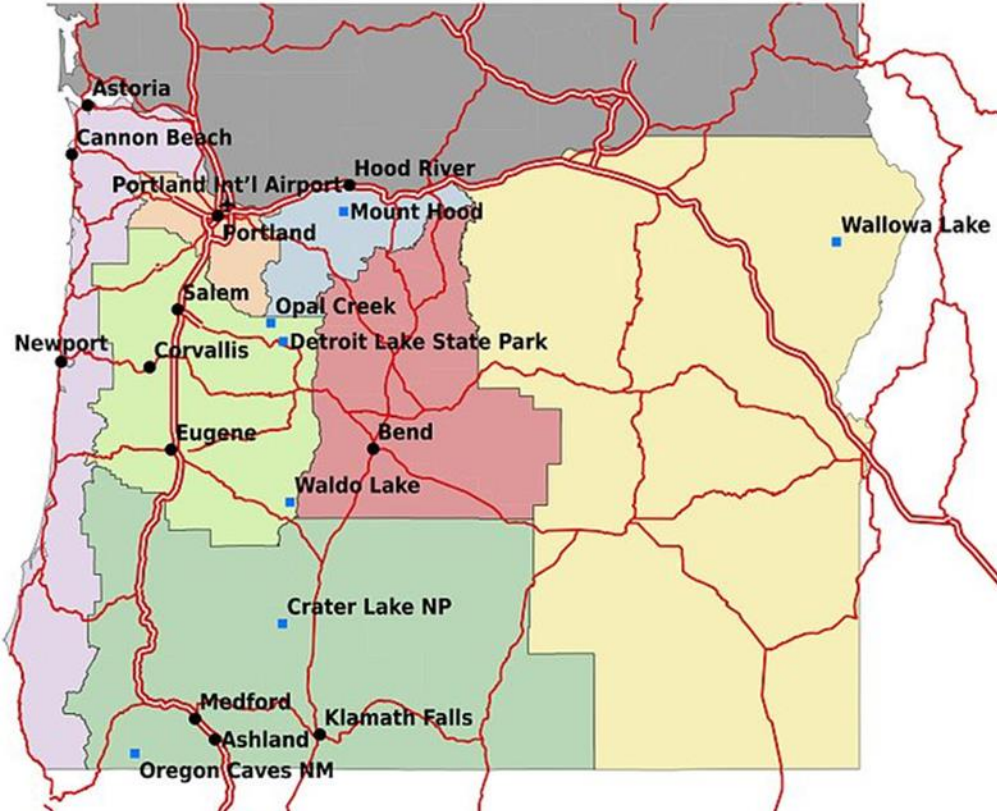 Astoria
Cannon Beach
Hood River
Portland Int'l Airport
Mount Hood
Portland
Wallowa Lake
Salem
Opal Creek
Newport
Corvallis
Detroit Lake State Park
Eugene
Bend
Waldo Lake
Crater Lake NP
Medford
Klamath Falls
Ashland
Oregon Caves NM